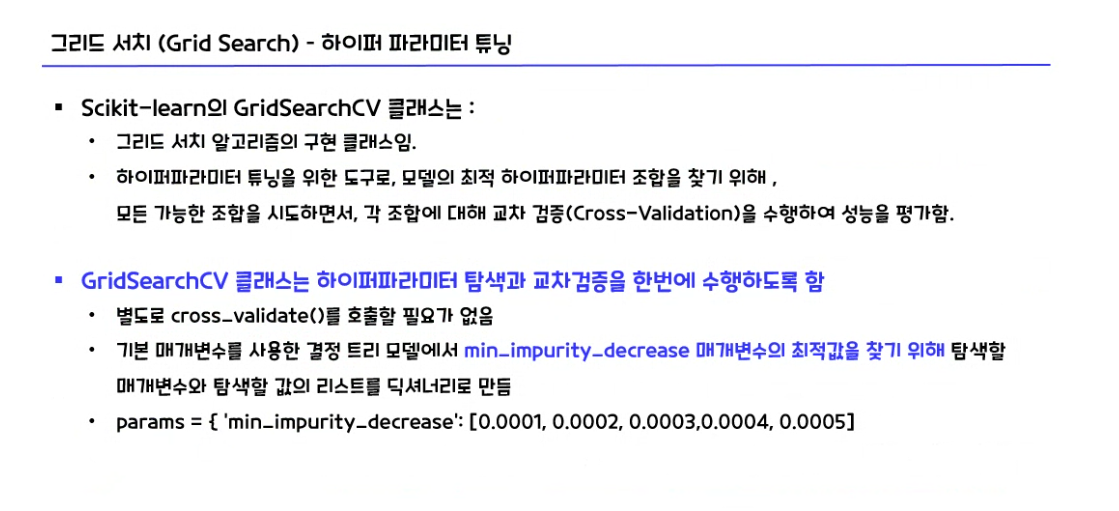 그리드 서치 (Grid Search) - 하이퍼 파라미터 튜닝
▪ Scikit-learn의 GridSearchCV 클래스는 :
• 그리드 서치 알고리즘의 구현 클래스임.
• 하이퍼파라미터 튜닝을 위한 도구로, 모델의 최적 하이퍼파라미터 조합을 찾기 위해 ,
모든 가능한 조합을 시도하면서, 각 조합에 대해 교차 검증(Cross-Validation)을 수행하여 성능을 평가함.
▪ GridSearchCV 클래스는 하이퍼파라미터 탐색과 교차검증을 한번에 수행하도록 함
• 별도로 cross_validate()를 호출할 필요가 없음
• 기본 매개변수를 사용한 결정 트리 모델에서 min_impurity_decrease 매개변수의 최적값을 찾기 위해 탐색할
매개변수와 탐색할 값의 리스트를 딕셔너리로 만듬
• params = { 'min_impurity_decrease': [0.0001, 0.0002, 0.0003,0.0004, 0.0005]